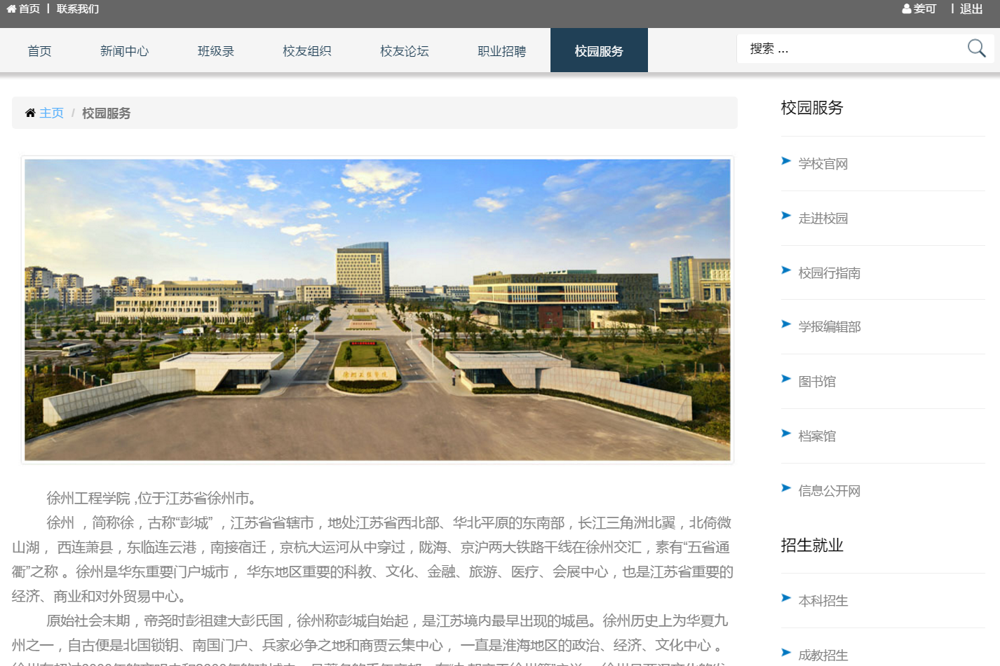 首页 | 联系我们
姜可 | 退出
首页 新闻中心 班级录 校友组织 校友论坛 职业招聘 校园服务
搜索 ...
主页 / 校园服务
徐州工程学院
徐州工程学院 ,位于江苏省徐州市。
徐州 ，简称徐，古称“彭城” ，江苏省省辖市，地处江苏省西北部、华北平原的东南部，长江三角洲北翼，北倚微
山湖， 西连萧县，东临连云港，南接宿迁，京杭大运河从中穿过，陇海、京沪两大铁路干线在徐州交汇，素有“五省通
衢”之称 。徐州是华东重要门户城市， 华东地区重要的科教、文化、金融、旅游、医疗、会展中心，也是江苏省重要的
经济、商业和对外贸易中心。
原始社会末期，帝尧时彭祖建大彭氏国，徐州称彭城自始起，是江苏境内最早出现的城邑。徐州历史上为华夏九
州之一，自古便是北国锁钥、南国门户、兵家必争之地和商贾云集中心， 一直是淮海地区的政治、经济、文化中心 。
校园服务
学校官网
走进校园
校园行指南
学报编辑部
图书馆
档案馆
信息公开网
招生就业
本科招生
成教招生